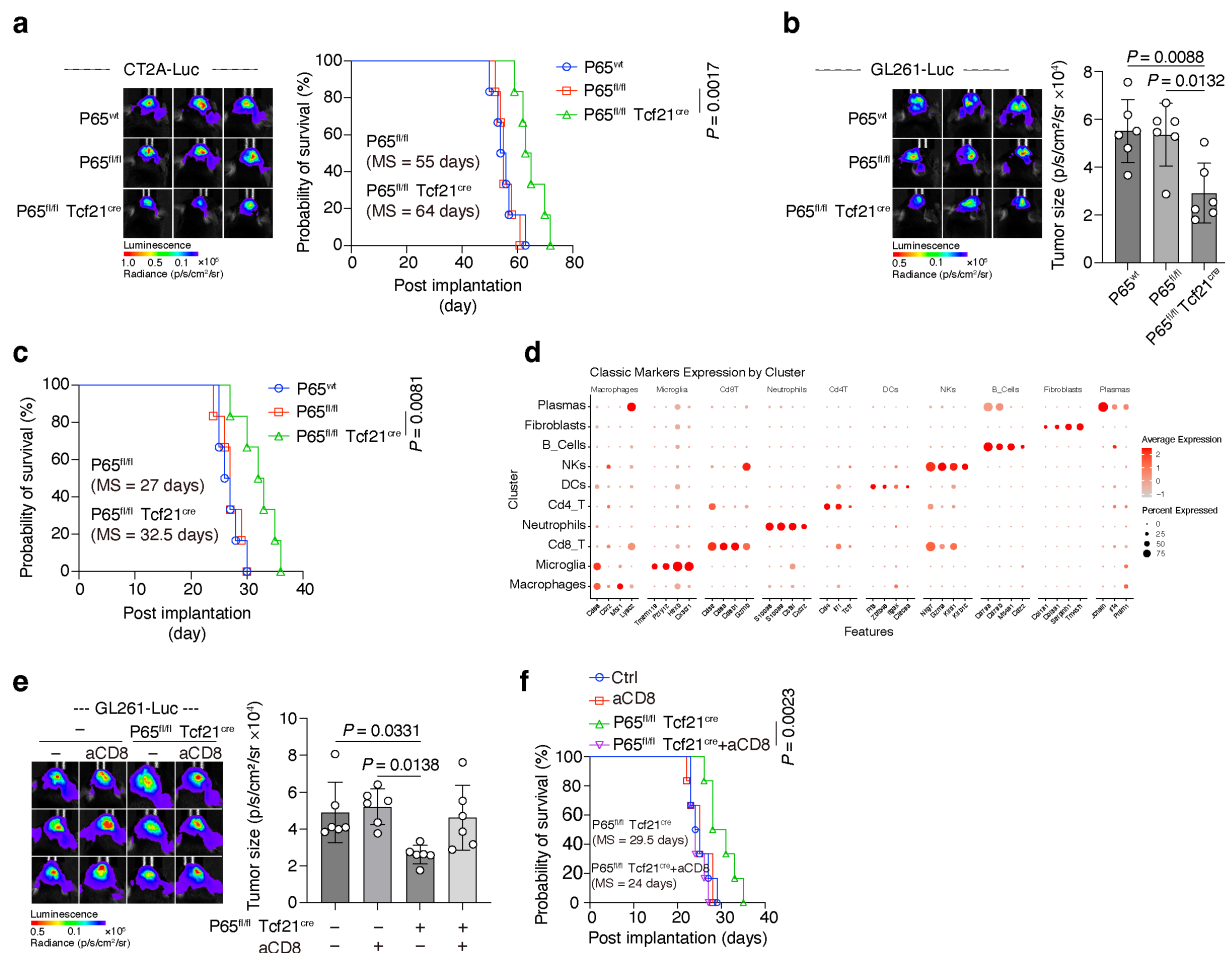 a
CT2A-Luc
P65wt
P65fl/fl
P65fl/fl Tcf21cre
Luminescence
1.0 0.5 0.1 ×10⁵
Radiance (p/s/cm²/sr)
Probability of survival (%)
100
80
60
40
20
0
0 20 40 60 80
Post implantation
(day)
P65fl/fl
(MS = 55 days)
P65fl/fl Tcf21cre
(MS = 64 days)
P65wt
P65fl/fl
P65fl/fl Tcf21cre
P = 0.0017
b
GL261-Luc
P65wt
P65fl/fl
P65fl/fl Tcf21cre
Luminescence
0.5 0.1 ×10⁵
Radiance (p/s/cm²/sr)
Tumor size (p/s/cm²/sr ×10⁴)
8
6
4
2
0
P = 0.0088
P = 0.0132
P65wt
P65fl/fl
P65fl/fl Tcf21cre
c
Probability of survival (%)
100
80
60
40
20
0
0 10 20 30 40
Post implantation
(day)
P65fl/fl
(MS = 27 days)
P65fl/fl Tcf21cre
(MS = 32.5 days)
P65wt
P65fl/fl
P65fl/fl Tcf21cre
P = 0.0081
d
Classic Markers Expression by Cluster
Macrophages Microglia Cd8T Neutrophils Cd4T DCs NKs B_Cells Fibroblasts Plasmas
Cluster
Plasmas
Fibroblasts
B_Cells
NKs
DCs
Cd4_T
Neutrophils
Cd8_T
Microglia
Macrophages
Features
Average Expression
2
1
0
−1
Percent Expressed
0
25
50
75
e
--- GL261-Luc ---
– P65fl/fl Tcf21cre
– aCD8 – aCD8
Luminescence
0.5 0.1 ×10⁵
Radiance (p/s/cm²/sr)
Tumor size (p/s/cm²/sr ×10⁴)
10
8
6
4
2
0
P = 0.0331
P = 0.0138
P65fl/fl Tcf21cre – – + +
aCD8 – + – +
f
Ctrl
aCD8
P65fl/fl Tcf21cre
P65fl/fl Tcf21cre+aCD8
P = 0.0023
Probability of survival (%)
100
80
60
40
20
0
0 10 20 30 40
Post implantation (days)
P65fl/fl Tcf21cre
(MS = 29.5 days)
P65fl/fl Tcf21cre+aCD8
(MS = 24 days)